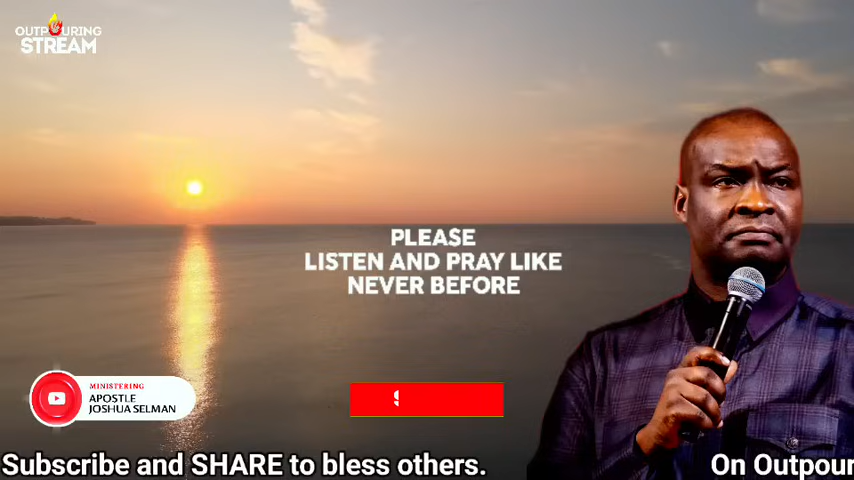 OUTPOURING
STREAM
PLEASE
LISTEN AND PRAY LIKE
NEVER BEFORE
MINISTERING
APOSTLE
JOSHUA SELMAN
Subscribe and SHARE to bless others.
On Outpour